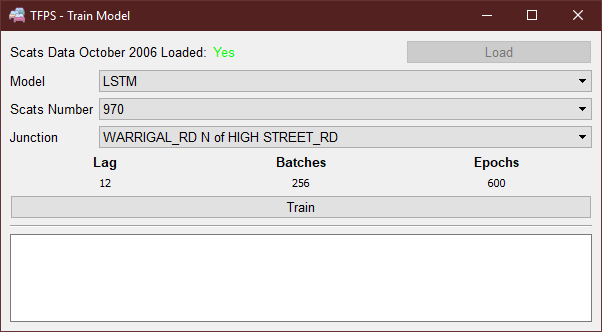 TFPS - Train Model
Scats Data October 2006 Loaded: Yes Load
Model LSTM
Scats Number 970
Junction WARRIGAL_RD N of HIGH STREET_RD
Lag Batches Epochs
12 256 600
Train